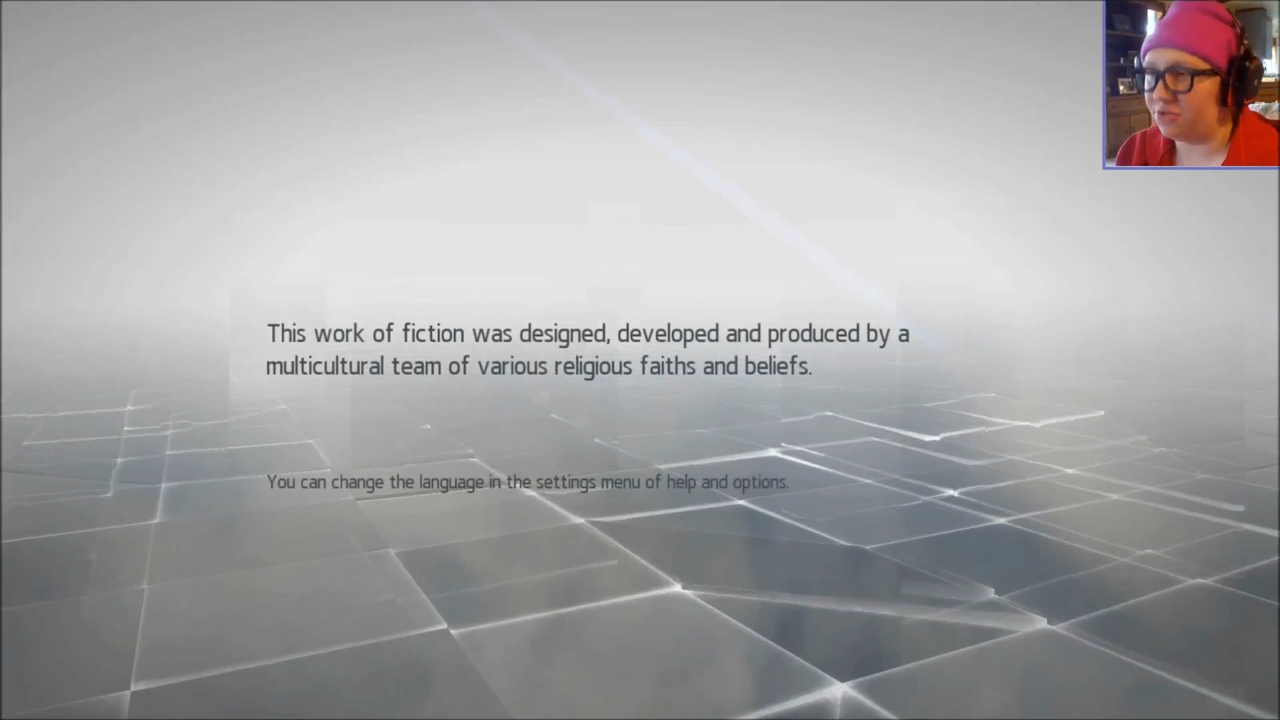 This work of fiction was designed, developed and produced by a
multicultural team of various religious faiths and beliefs.
You can change the language in the settings menu of help and options.